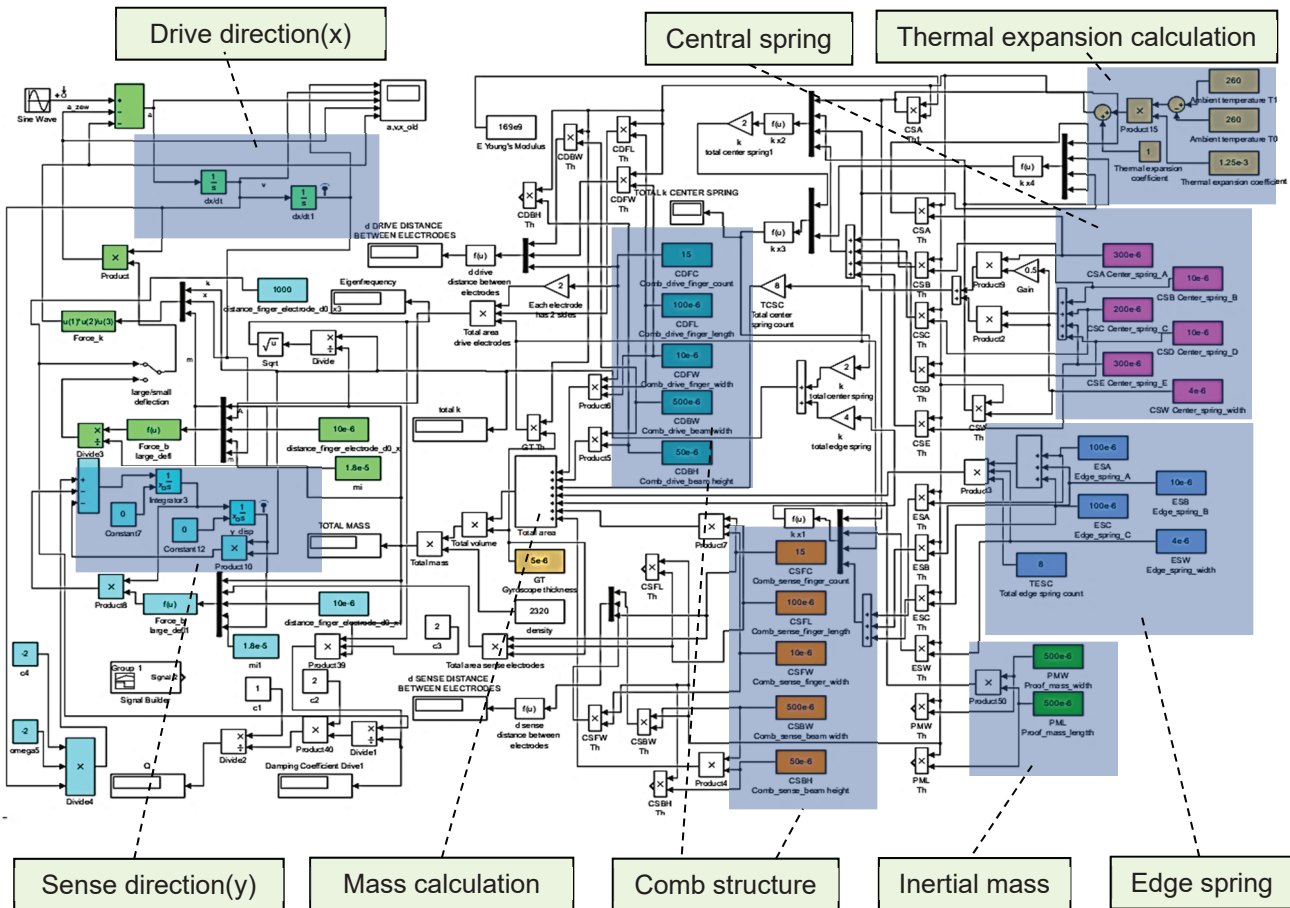 Drive direction(x)
Central spring
Thermal expansion calculation
Sine Wave
a_zew
a
a,v,x_old
169e9
E Young's Modulus
2
k
total center spring1
f(u)
k x2
CSA
Th1
Product15
260
Ambient temperature T1
260
Ambient temperature T0
1
Thermal expansion
coefficient
1.25e-3
Thermal expansion coefficient
f(u)
k x4
CDBW
Th
CDFL
Th
CDFW
Th
CDBH
Th
1
s
dx/dt
v
1
s
dx/dt1
TOTAL k CENTER SPRING
f(u)
k x3
d DRIVE DISTANCE
BETWEEN ELECTRODES
f(u)
d drive
distance between
electrodes
Product
Eigenfrequency
1000
distance_finger_electrode_d0_x3
k
x
u(1)*u(2)u(3)
Force_k
m
√u
Sqrt
Divide
2
Each electrode
has 2 sides
Total area
drive electrodes
15
CDFC
Comb_drive_finger_count
100e-6
CDFL
Comb_drive_finger_length
10e-6
CDFW
Comb_drive_finger_width
500e-6
CDBW
Comb_drive_beam_width
50e-6
CDBH
Comb_drive_beam height
8
TCSC
Total center
spring count
CSA
Th
CSB
Th
CSC
Th
CSD
Th
CSE
Th
CSW
Th
Product9
0.5
Gain
Product2
300e-6
CSA Center_spring_A
10e-6
CSB Center_spring_B
200e-6
CSC Center_spring_C
10e-6
CSD Center_spring_D
300e-6
CSE Center_spring_E
4e-6
CSW Center_spring_width
large/small
deflection
2
k
total center spring
4
k
total edge spring
Product6
Product5
GT Th
total k
Divide3
f(u)
Force_b
large_defl
A
m
10e-6
distance_finger_electrode_d0_x
1.8e-5
mi
1
s
Integrator3
0
Constant7
0
Constant12
1
s
y_disp
Product10
TOTAL MASS
Total mass
Total volume
Total area
Product3
100e-6
ESA
Edge_spring_A
10e-6
ESB
Edge_spring_B
100e-6
ESC
Edge_spring_C
4e-6
ESW
Edge_spring_width
8
TESC
Total edge spring count
ESA
Th
ESB
Th
ESC
Th
ESW
Th
Product7
f(u)
k x1
15
CSFC
Comb_sense_finger_count
100e-6
CSFL
Comb_sense_finger_length
10e-6
CSFW
Comb_sense_finger_width
500e-6
CSBW
Comb_sense_beam width
50e-6
CSBH
Comb_sense_beam height
5e-6
GT
Gyroscope thickness
2320
density
CSFL
Th
Product8
f(u)
Force_b
large_defl1
10e-6
distance_finger_electrode_d0_x1
1.8e-5
mi1
2
c3
Product39
Total area sense electrodes
-2
c4
Group 1
Signal 2
Signal Builder
1
c1
2
c2
d SENSE DISTANCE
BETWEEN ELECTRODES
f(u)
d sense
distance between
electrodes
CSFW
Th
CSBW
Th
CSBH
Th
Product4
PMW
Th
PML
Th
Product50
500e-6
PMW
Proof_mass_width
500e-6
PML
Proof_mass_length
-2
omega5
Divide4
Q
Divide2
Product40
Divide1
Damping Coefficient Drive1
Sense direction(y)
Mass calculation
Comb structure
Inertial mass
Edge spring